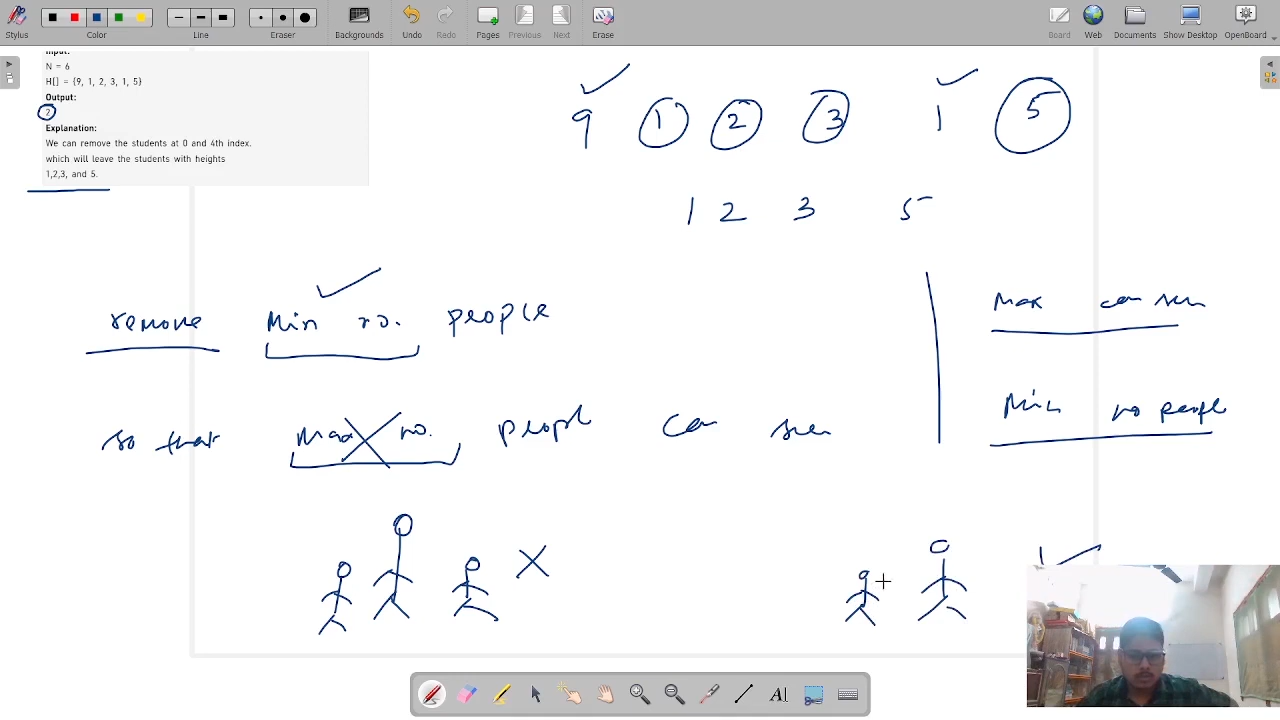 Stylus
Color
Line
Eraser
Backgrounds
Undo
Redo
Pages
Previous
Next
Erase
Board
Web
Documents
Show Desktop
OpenBoard
Input:
N = 6
H[] = {9, 1, 2, 3, 1, 5}
Output:
2
Explanation:
We can remove the students at 0 and 4th index.
which will leave the students with heights
1,2,3, and 5.
9 1 2 3 1 5
1 2 3 5
remove Min no. people
so that max no. people can see
Max can see
Min no people
AI